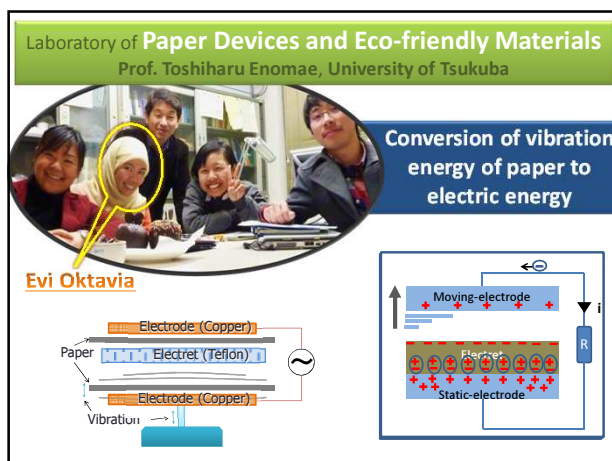 Laboratory of Paper Devices and Eco-friendly Materials
Prof. Toshiharu Enomae, University of Tsukuba
Conversion of vibration
energy of paper to
electric energy
Evi Oktavia
Electrode (Copper)
Paper
Electret (Teflon)
Electrode (Copper)
Vibration
Moving-electrode
i
R
Electret
Static-electrode